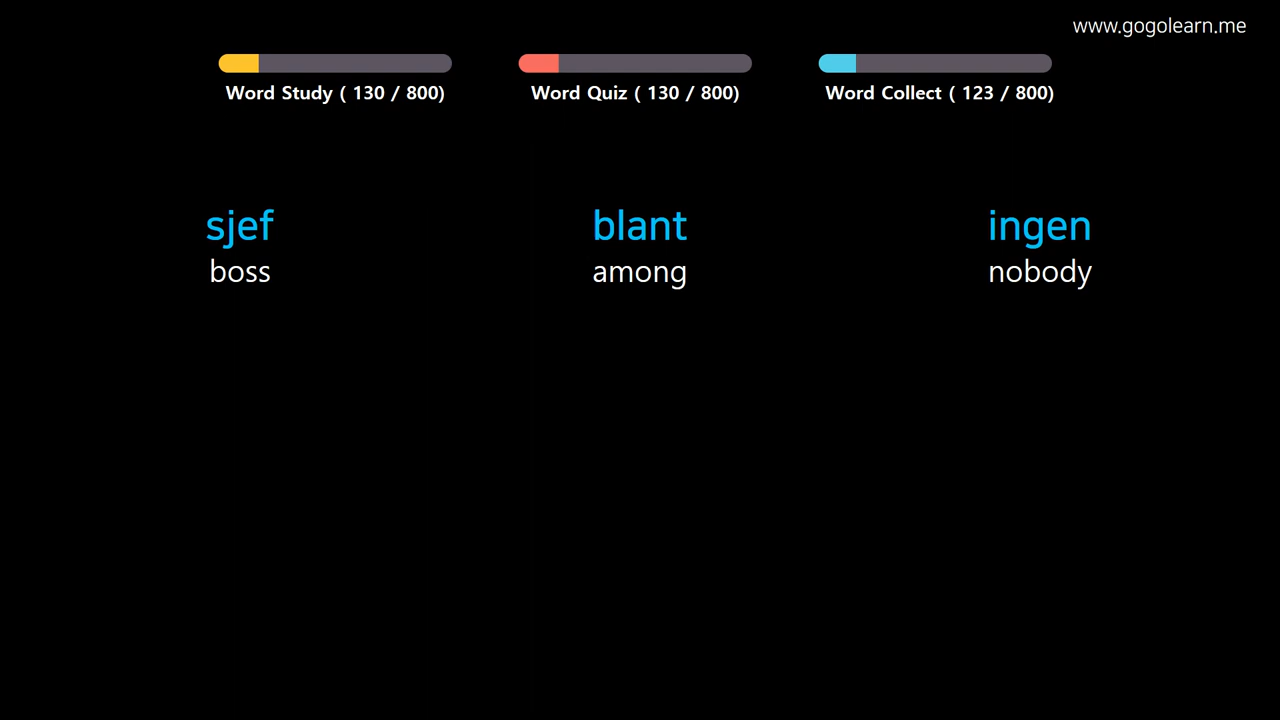 www.gogolearn.me
Word Study ( 130 / 800)
Word Quiz ( 130 / 800)
Word Collect ( 123 / 800)
sjef
boss
blant
among
ingen
nobody